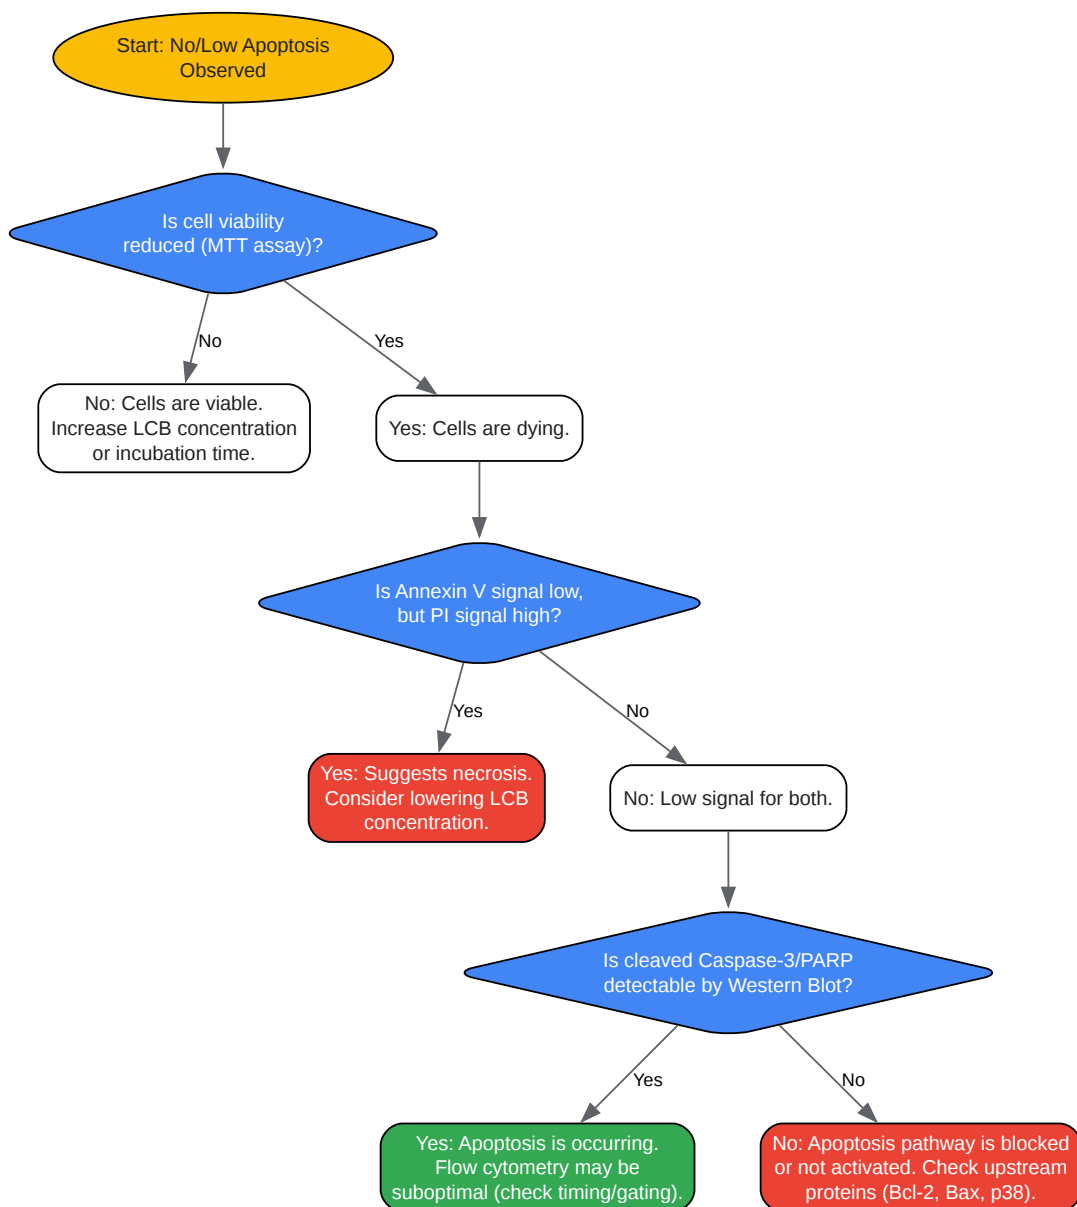 Start: No/Low Apoptosis
Observed
Is cell viability
reduced (MTT assay)?
No
Yes
No: Cells are viable.
Increase LCB concentration
or incubation time.
Yes: Cells are dying.
Is Annexin V signal low,
but PI signal high?
Yes
No
Yes: Suggests necrosis.
Consider lowering LCB
concentration.
No: Low signal for both.
Is cleaved Caspase-3/PARP
detectable by Western Blot?
Yes
No
Yes: Apoptosis is occurring.
Flow cytometry may be
suboptimal (check timing/gating).
No: Apoptosis pathway is blocked
or not activated. Check upstream
proteins (Bcl-2, Bax, p38).